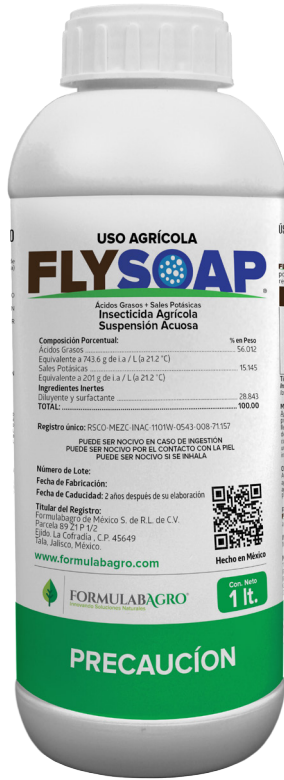 USO AGRÍCOLA
FLYSOAP®
Ácidos Grasos + Sales Potásicas
Insecticida Agrícola
Suspensión Acuosa
Composición Porcentual: % en Peso
Ácidos Grasos 56.012
Equivalente a 743.6 g de i.a / L (a 21.2 °C)
Sales Potásicas 15.145
Equivalente a 201 g de i.a / L (a 21.2 °C)
Ingredientes Inertes
Diluyente y surfactante 28.843
TOTAL: 100.00
Registro único: RSCO-MEZC-INAC-1101W-0543-008-71.157
PUEDE SER NOCIVO EN CASO DE INGESTIÓN
PUEDE SER NOCIVO POR EL CONTACTO CON LA PIEL
PUEDE SER NOCIVO SI SE INHALA
Número de Lote:
Fecha de Fabricación:
Fecha de Caducidad: 2 años después de su elaboración
Titular del Registro:
Formulabagro de México S. de R.L. de C.V.
Parcela 89 Z1 P 1/2
Ejido. La Cofradia , C.P. 45649
Tala, Jalisco, México.
www.formulabagro.com
Hecho en México
FORMULABAGRO®
Innovando Soluciones Naturales
Con. Neto
1 lt.
PRECAUCÍON